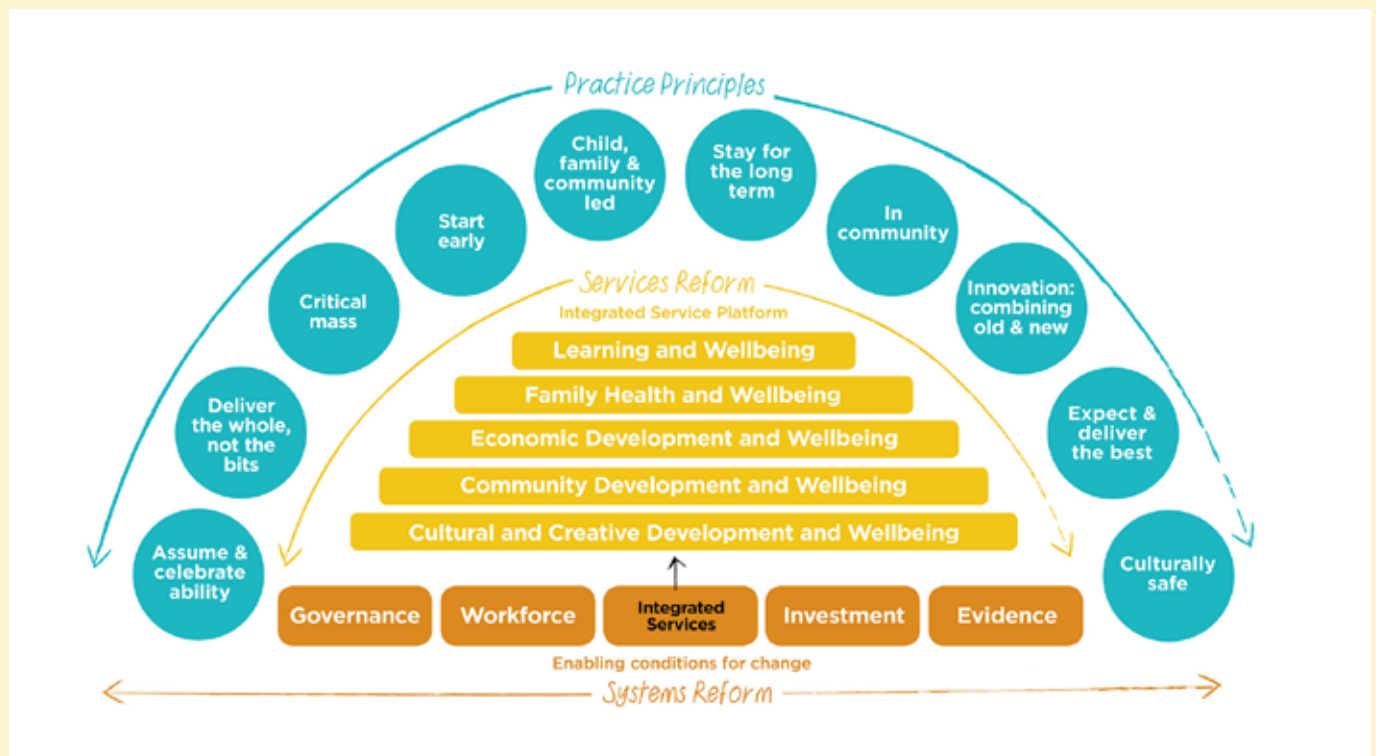 Practice Principles
Assume &
celebrate
ability
Deliver
the whole,
not the
bits
Critical
mass
Start
early
Child,
family &
community
led
Stay for
the long
term
In
community
Innovation:
combining
old & new
Expect &
deliver
the best
Culturally
safe
Services Reform
Integrated Service Platform
Learning and Wellbeing
Family Health and Wellbeing
Economic Development and Wellbeing
Community Development and Wellbeing
Cultural and Creative Development and Wellbeing
Governance
Workforce
Integrated
Services
Investment
Evidence
Enabling conditions for change
Systems Reform